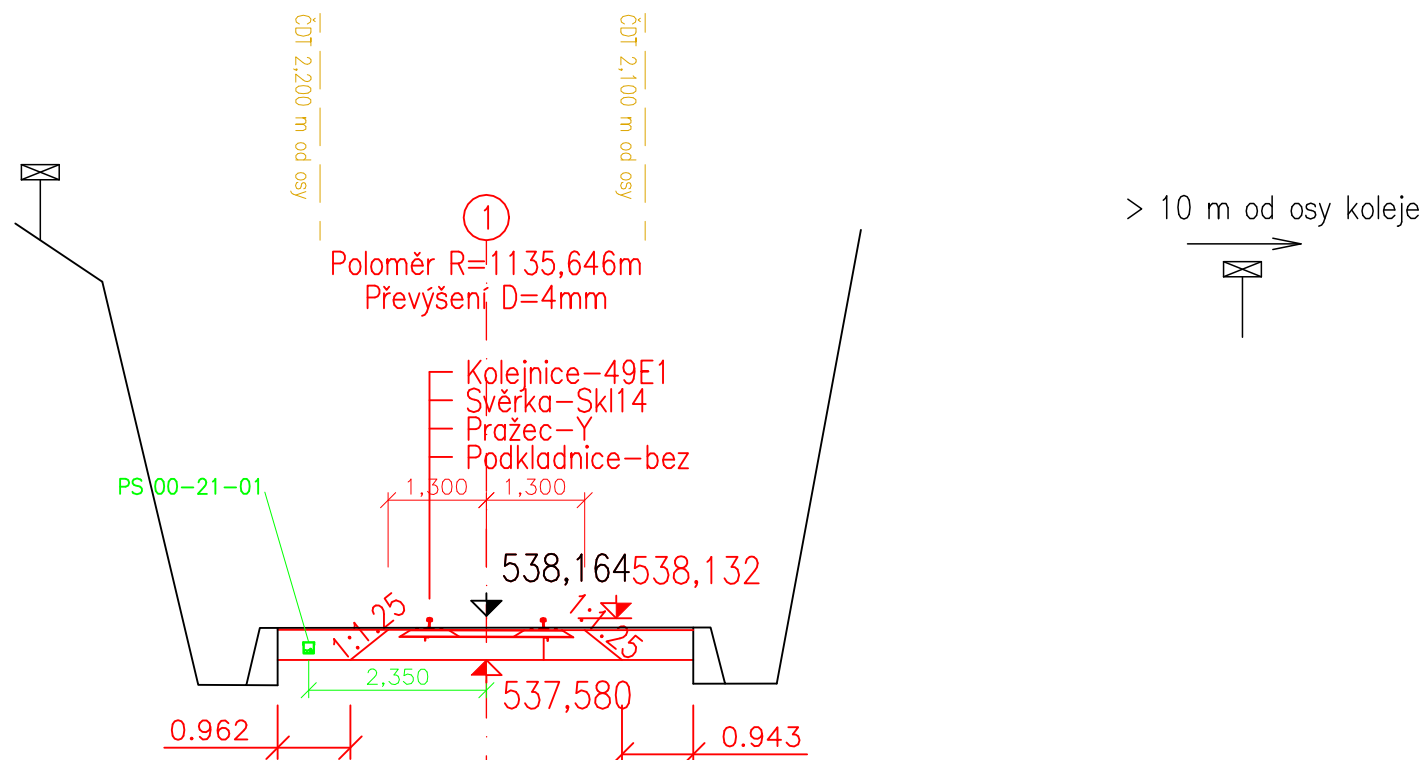 ČDT 2,200 m od osy
ČDT 2,100 m od osy
> 10 m od osy koleje
1
Poloměr R=1135,646m
Převýšení D=4mm
Kolejnice-49E1
Svěrka-Skl14
Pražec-Y
Podkladnice-bez
PS 00-21-01
1,300
1,300
538,164
538,132
1:1.25
1:1.25
2,350
537,580
0.962
0.943